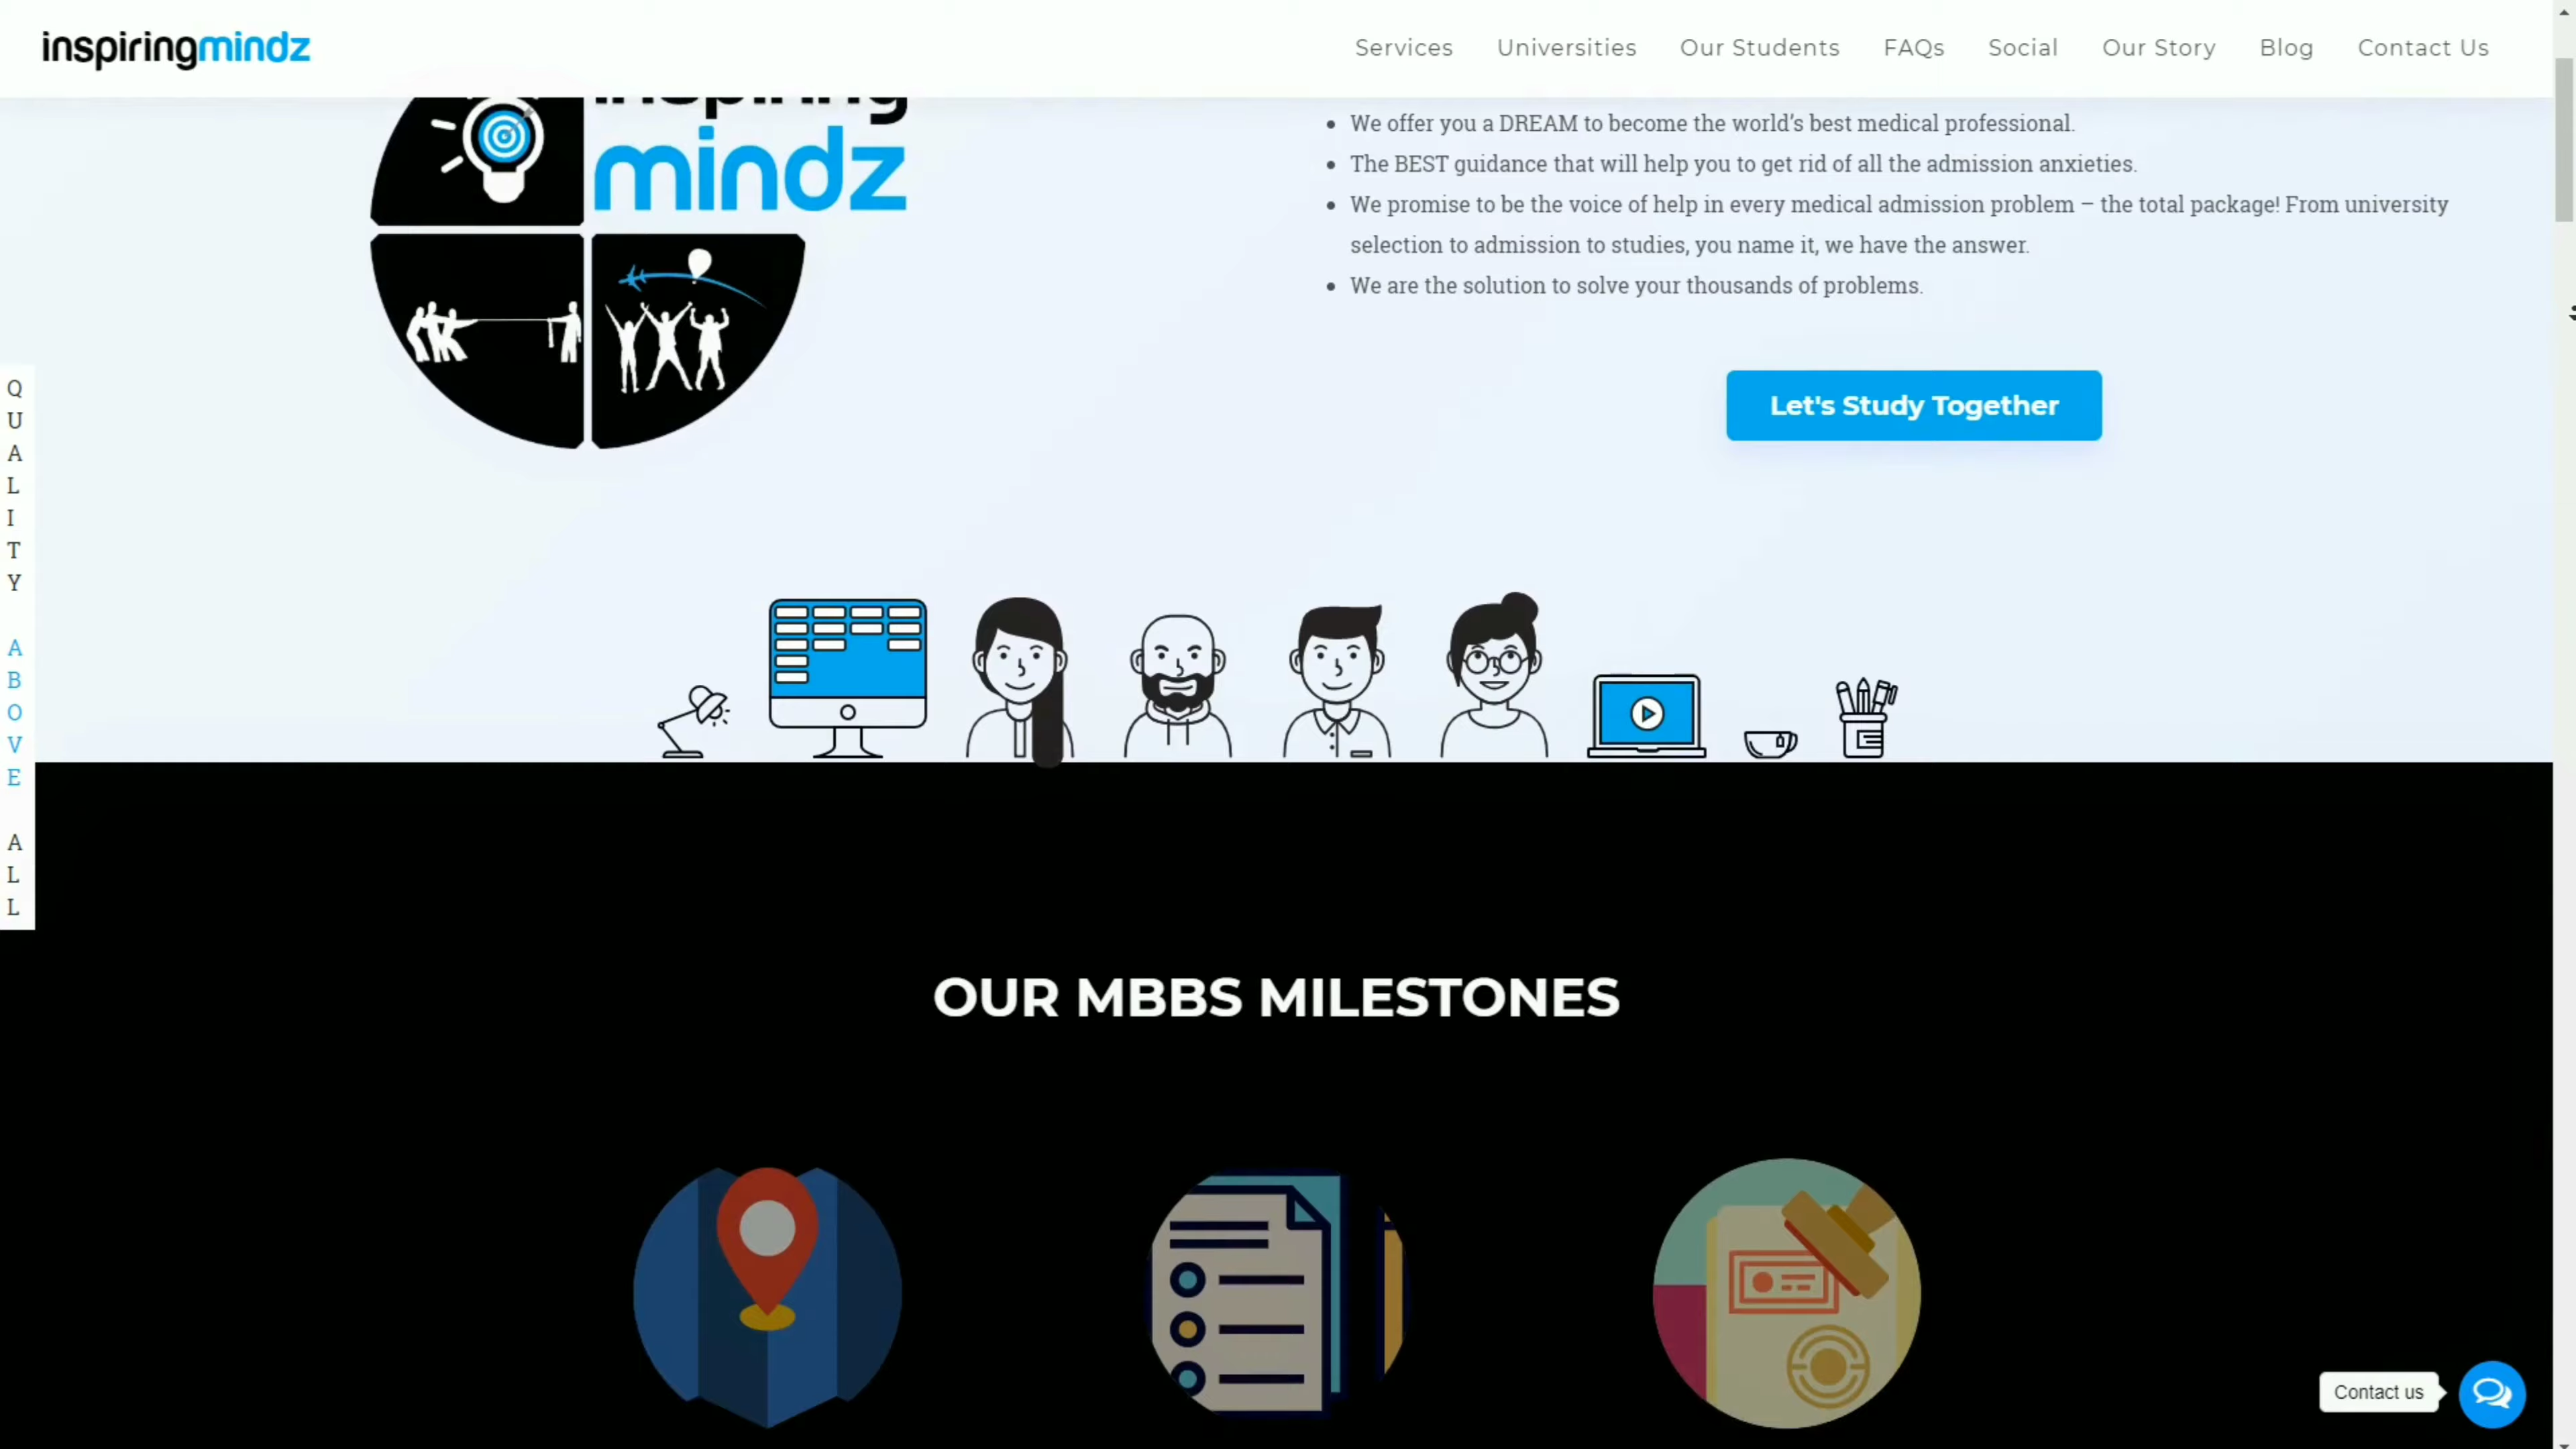 inspiringmindz
Services Universities Our Students FAQs Social Our Story Blog Contact Us
inspiring
mindz
We offer you a DREAM to become the world’s best medical professional.
The BEST guidance that will help you to get rid of all the admission anxieties.
We promise to be the voice of help in every medical admission problem – the total package! From university
selection to admission to studies, you name it, we have the answer.
We are the solution to solve your thousands of problems.
Let's Study Together
QUALITY
ABOVE
ALL
OUR MBBS MILESTONES
Contact us